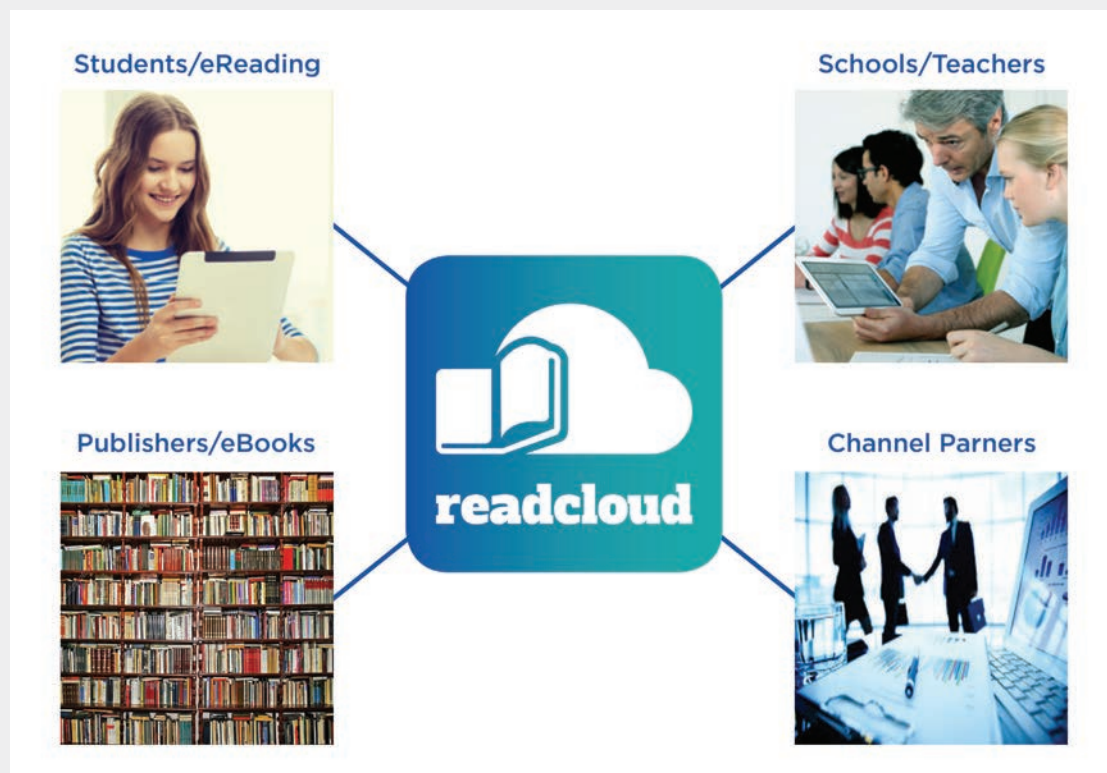 Students/eReading
Schools/Teachers
readcloud
Publishers/eBooks
Channel Parners